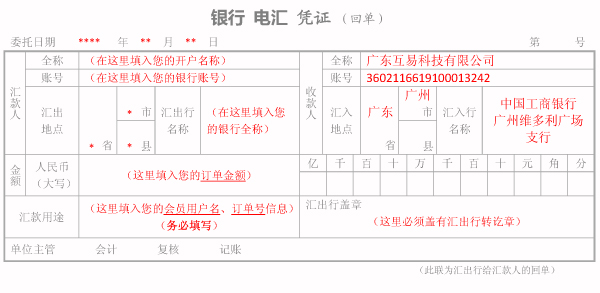 银行 电汇 凭证 (回单)
委托日期 **** 年 ** 月 ** 日 第 号
汇款人 全称 (在这里填入您的开户名称) 收款人 全称 广东互易科技有限公司
账号 (在这里填入您的银行账号) 账号 3602116619100013242
汇出地点 * 省 * 市 * 县 汇出行名称 (在这里填入您的银行全称) 汇入地点 广东 省 广州 市 县 汇入行名称 中国工商银行广州维多利广场支行
金额 人民币(大写) (这里填入您的订单金额) 亿 千 百 十 万 千 百 十 元 角 分
汇款用途 (这里填入您的会员用户名、订单号信息) 汇出行盖章
(务必填写) (这里必须盖有汇出行转讫章)
单位主管 会计 复核 记账
(此联为汇出行给汇款人的回单)